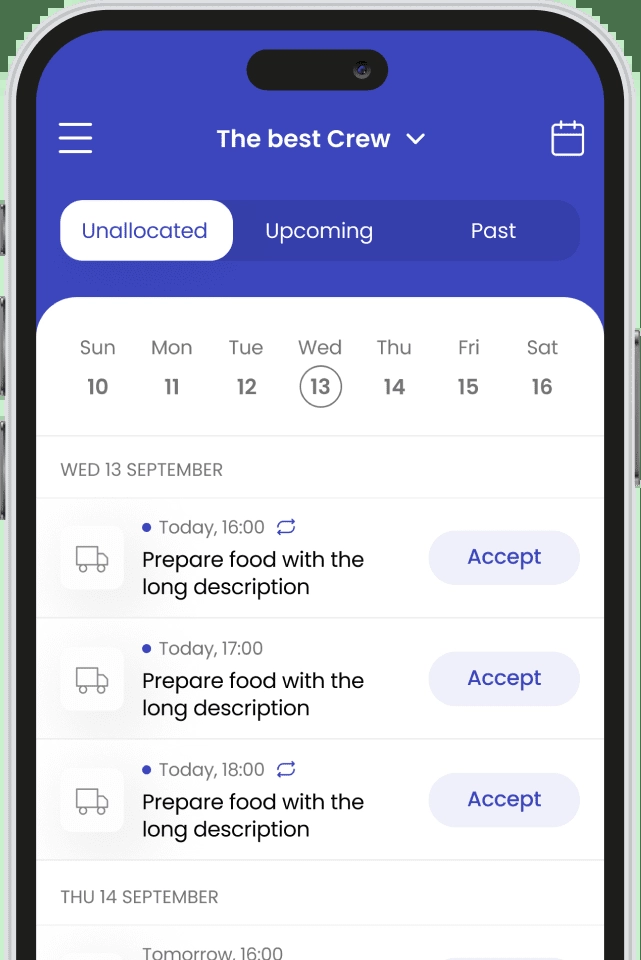 The best Crew
Unallocated Upcoming Past
Sun Mon Tue Wed Thu Fri Sat
10 11 12 13 14 15 16
WED 13 SEPTEMBER
Today, 16:00
Prepare food with the
long description
Accept
Today, 17:00
Prepare food with the
long description
Accept
Today, 18:00
Prepare food with the
long description
Accept
THU 14 SEPTEMBER
Tomorrow, 16:00